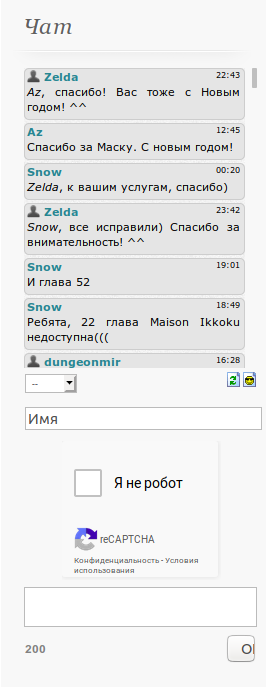 Чат
Zelda 22:43
Az, спасибо! Вас тоже с Новым
годом! ^^
Az 12:45
Спасибо за Маску. С новым годом!
Snow 00:20
Zelda, к вашим услугам, спасибо)
Zelda 23:42
Snow, все исправили) Спасибо за
внимательность! ^^
Snow 19:01
И глава 52
Snow 18:49
Ребята, 22 глава Maison Ikkoku
недоступна(((
dungeonmir 16:28
--
Имя
Я не робот
reCAPTCHA
Конфиденциальность - Условия
использования
200